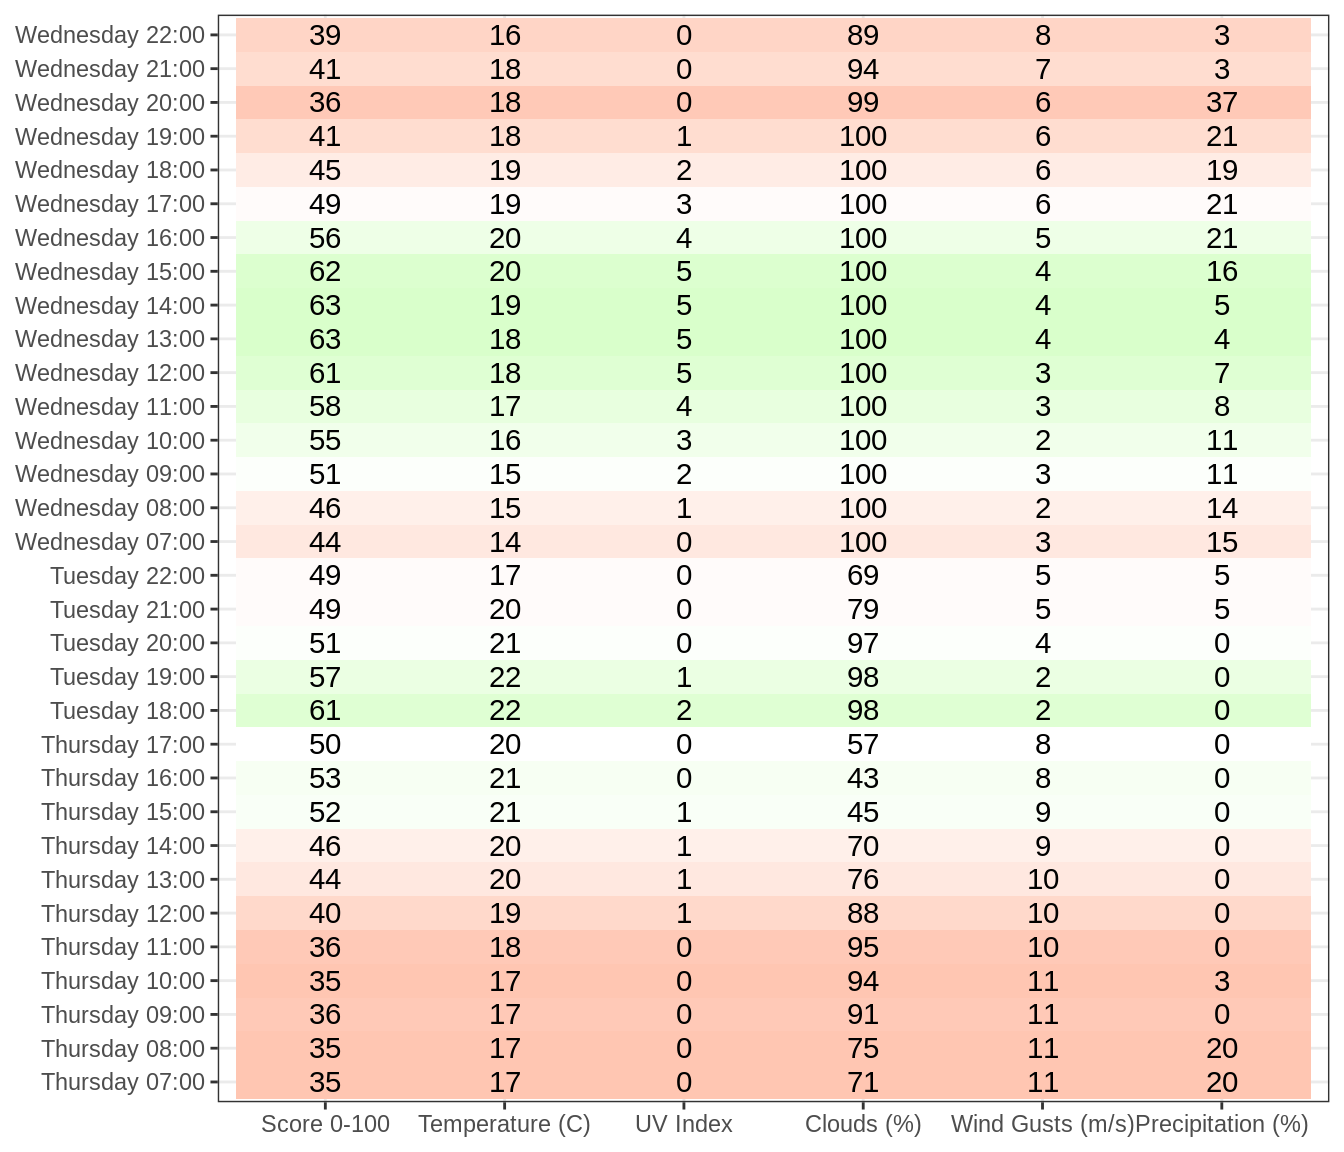 Wednesday 22:00 39 16 0 89 8 3
Wednesday 21:00 41 18 0 94 7 3
Wednesday 20:00 36 18 0 99 6 37
Wednesday 19:00 41 18 1 100 6 21
Wednesday 18:00 45 19 2 100 6 19
Wednesday 17:00 49 19 3 100 6 21
Wednesday 16:00 56 20 4 100 5 21
Wednesday 15:00 62 20 5 100 4 16
Wednesday 14:00 63 19 5 100 4 5
Wednesday 13:00 63 18 5 100 4 4
Wednesday 12:00 61 18 5 100 3 7
Wednesday 11:00 58 17 4 100 3 8
Wednesday 10:00 55 16 3 100 2 11
Wednesday 09:00 51 15 2 100 3 11
Wednesday 08:00 46 15 1 100 2 14
Wednesday 07:00 44 14 0 100 3 15
Tuesday 22:00 49 17 0 69 5 5
Tuesday 21:00 49 20 0 79 5 5
Tuesday 20:00 51 21 0 97 4 0
Tuesday 19:00 57 22 1 98 2 0
Tuesday 18:00 61 22 2 98 2 0
Thursday 17:00 50 20 0 57 8 0
Thursday 16:00 53 21 0 43 8 0
Thursday 15:00 52 21 1 45 9 0
Thursday 14:00 46 20 1 70 9 0
Thursday 13:00 44 20 1 76 10 0
Thursday 12:00 40 19 1 88 10 0
Thursday 11:00 36 18 0 95 10 0
Thursday 10:00 35 17 0 94 11 3
Thursday 09:00 36 17 0 91 11 0
Thursday 08:00 35 17 0 75 11 20
Thursday 07:00 35 17 0 71 11 20
Score 0-100 Temperature (C) UV Index Clouds (%) Wind Gusts (m/s) Precipitation (%)